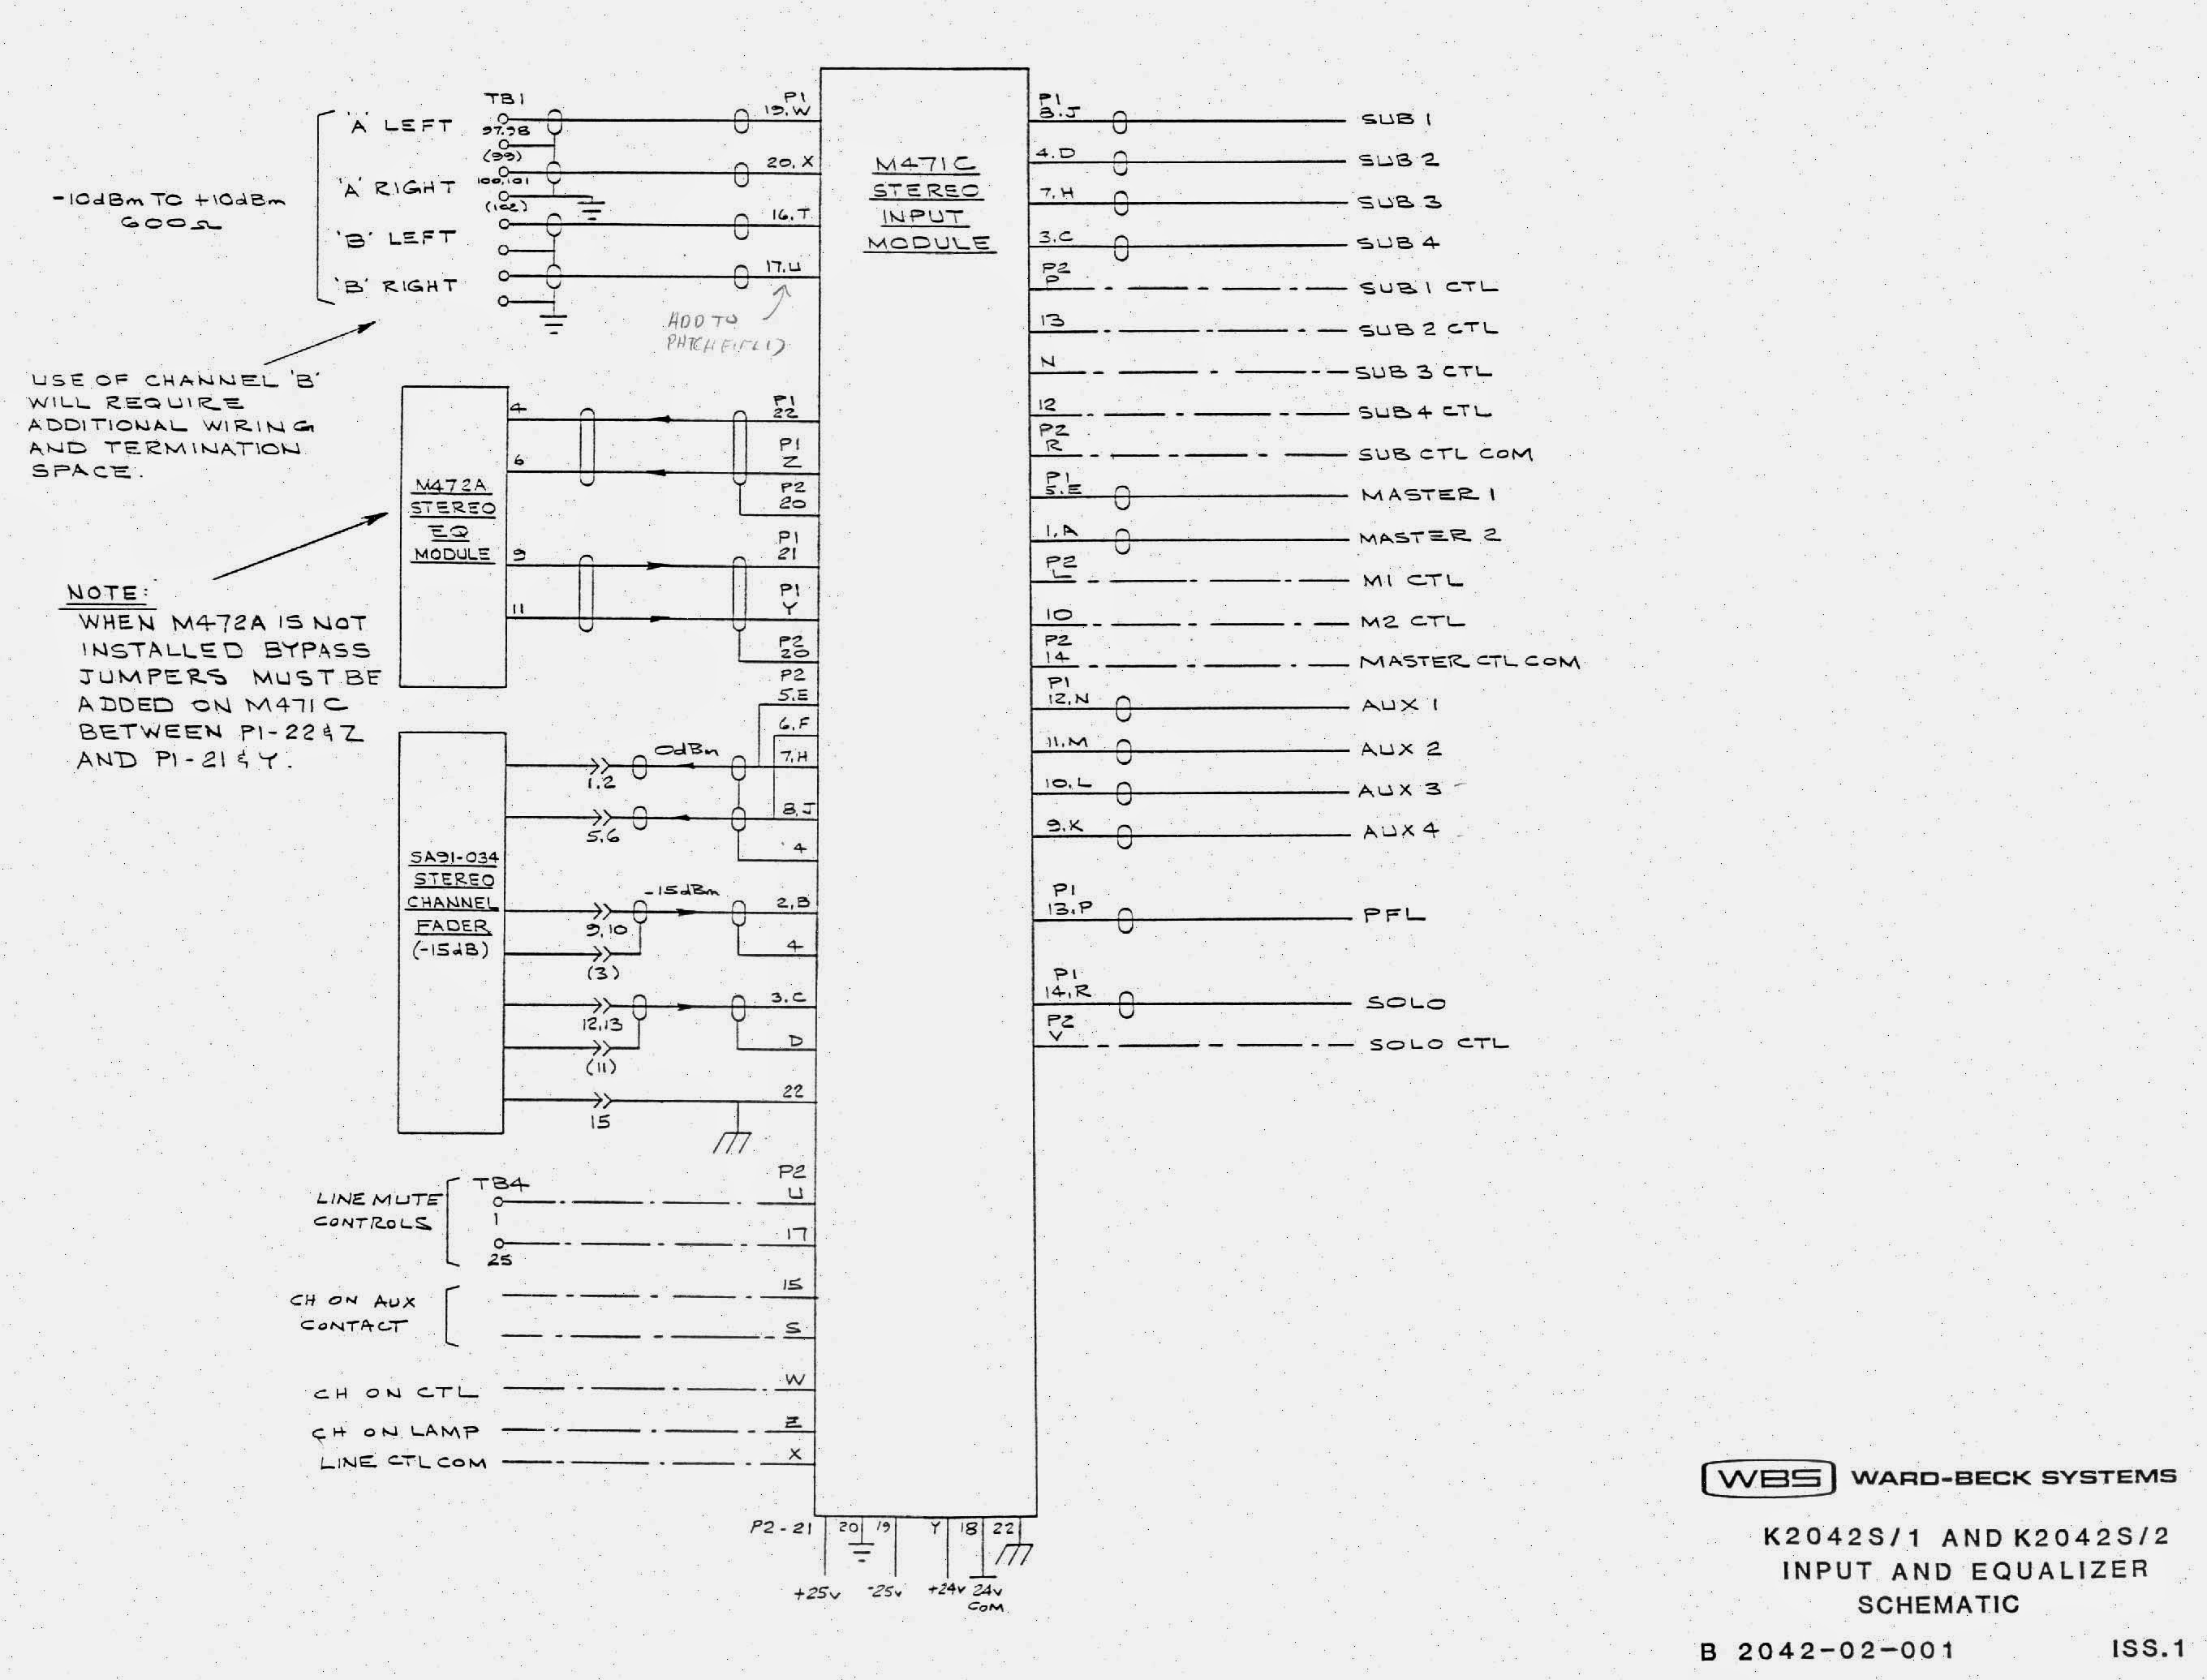 TB1
'A' LEFT
97,98
(99)
'A' RIGHT
100,101
(102)
-10dBm TO +10dBm
600Ω
'B' LEFT
'B' RIGHT
P1
19,W
20,X
16,T
17,U
ADD TO
PATCHFIELD
USE OF CHANNEL 'B'
WILL REQUIRE
ADDITIONAL WIRING
AND TERMINATION
SPACE.
M472A
STEREO
EQ
MODULE
4
6
9
11
P1
22
P1
Z
P2
20
P1
21
P1
Y
P2
20
NOTE:
WHEN M472A IS NOT
INSTALLED BYPASS
JUMPERS MUST BE
ADDED ON M471C
BETWEEN P1-22 & Z
AND P1-21 & Y.
SA91-034
STEREO
CHANNEL
FADER
(-15dB)
P2
5,E
6,F
0dBm
7,H
1,2
8,J
5,6
4
-15dBm
2,B
9,10
4
(3)
3,C
12,13
D
(11)
22
15
LINE MUTE
CONTROLS
TB4
1
25
P2
U
17
CH ON AUX
CONTACT
15
S
CH ON CTL
W
CH ON LAMP
Z
LINE CTL COM
X
M471C
STEREO
INPUT
MODULE
P1
8,J SUB 1
4,D SUB 2
7,H SUB 3
3,C SUB 4
P2
P SUB 1 CTL
13 SUB 2 CTL
N SUB 3 CTL
12 SUB 4 CTL
P2
R SUB CTL COM
P1
5,E MASTER 1
1,A MASTER 2
P2
L M1 CTL
10 M2 CTL
P2
14 MASTER CTL COM
P1
12,N AUX 1
11,M AUX 2
10,L AUX 3
9,K AUX 4
P1
13,P PFL
P1
14,R SOLO
P2
V SOLO CTL
P2-21 20 19 Y 18 22
+25v -25v +24v 24v
COM.
WBS WARD-BECK SYSTEMS
K2042S/1 AND K2042S/2
INPUT AND EQUALIZER
SCHEMATIC
B 2042-02-001 ISS.1